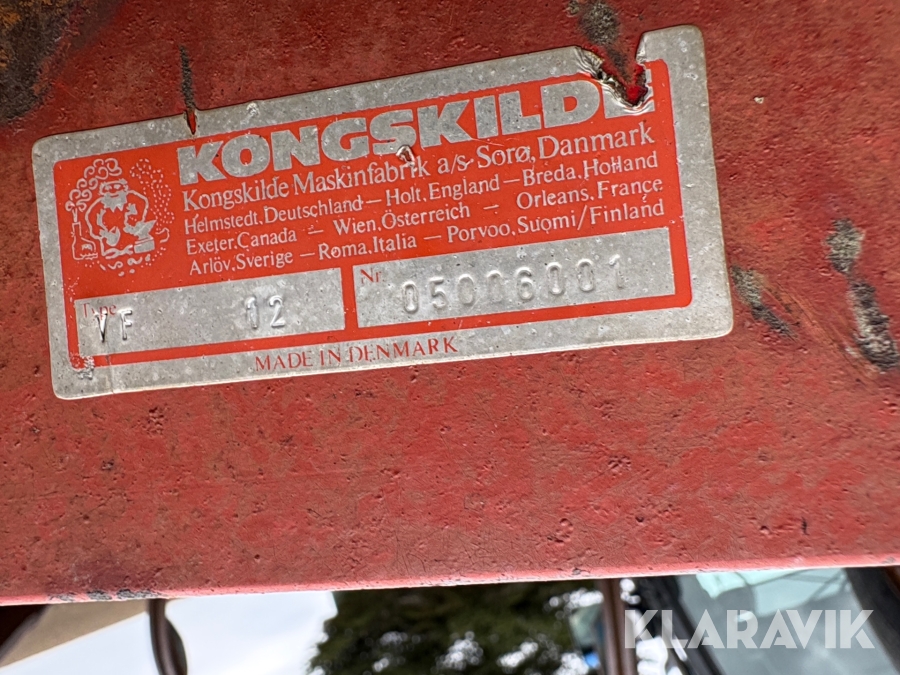 KLARAVIK
KONGSKILDE
Kongskilde Maskinfabrik a/s Sorø, Danmark
Helmstedt, Deutschland — Holt, England — Breda, Holland
Exeter, Canada — Wien, Österreich — Orleans, France
Arlöv, Sverige — Roma, Italia — Porvoo, Suomi/Finland
Type Nr.
VF 12 05006001
MADE IN DENMARK
KLARAVIK